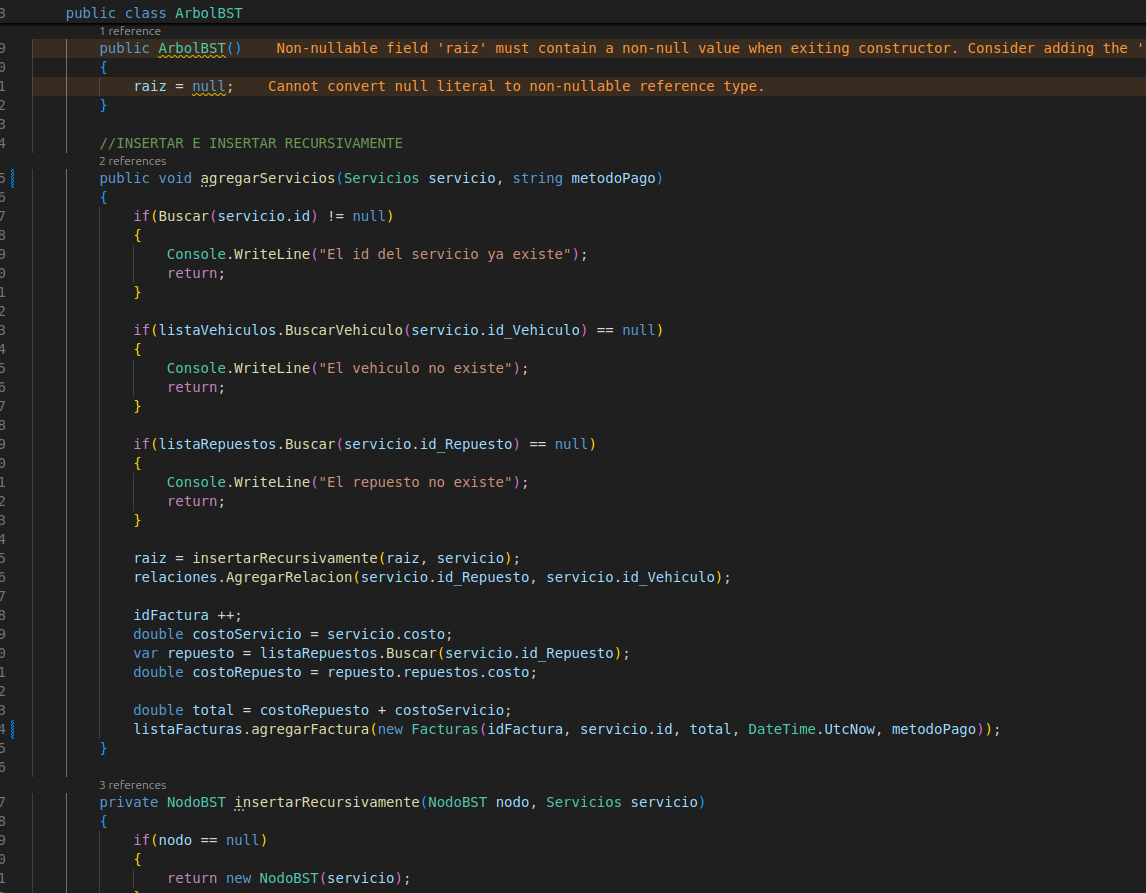 3 public class ArbolBST
1 reference
9 public ArbolBST() Non-nullable field 'raiz' must contain a non-null value when exiting constructor. Consider adding the '
0 {
1 raiz = null; Cannot convert null literal to non-nullable reference type.
2 }
3
4 //INSERTAR E INSERTAR RECURSIVAMENTE
2 references
5 public void agregarServicios(Servicios servicio, string metodoPago)
6 {
7 if(Buscar(servicio.id) != null)
8 {
9 Console.WriteLine("El id del servicio ya existe");
0 return;
1 }
2
3 if(listaVehiculos.BuscarVehiculo(servicio.id_Vehiculo) == null)
4 {
5 Console.WriteLine("El vehiculo no existe");
6 return;
7 }
8
9 if(listaRepuestos.Buscar(servicio.id_Repuesto) == null)
0 {
1 Console.WriteLine("El repuesto no existe");
2 return;
3 }
4
5 raiz = insertarRecursivamente(raiz, servicio);
6 relaciones.AgregarRelacion(servicio.id_Repuesto, servicio.id_Vehiculo);
7
8 idFactura ++;
9 double costoServicio = servicio.costo;
0 var repuesto = listaRepuestos.Buscar(servicio.id_Repuesto);
1 double costoRepuesto = repuesto.repuestos.costo;
2
3 double total = costoRepuesto + costoServicio;
4 listaFacturas.agregarFactura(new Facturas(idFactura, servicio.id, total, DateTime.UtcNow, metodoPago));
5 }
6
3 references
7 private NodoBST insertarRecursivamente(NodoBST nodo, Servicios servicio)
8 {
9 if(nodo == null)
0 {
1 return new NodoBST(servicio);
}